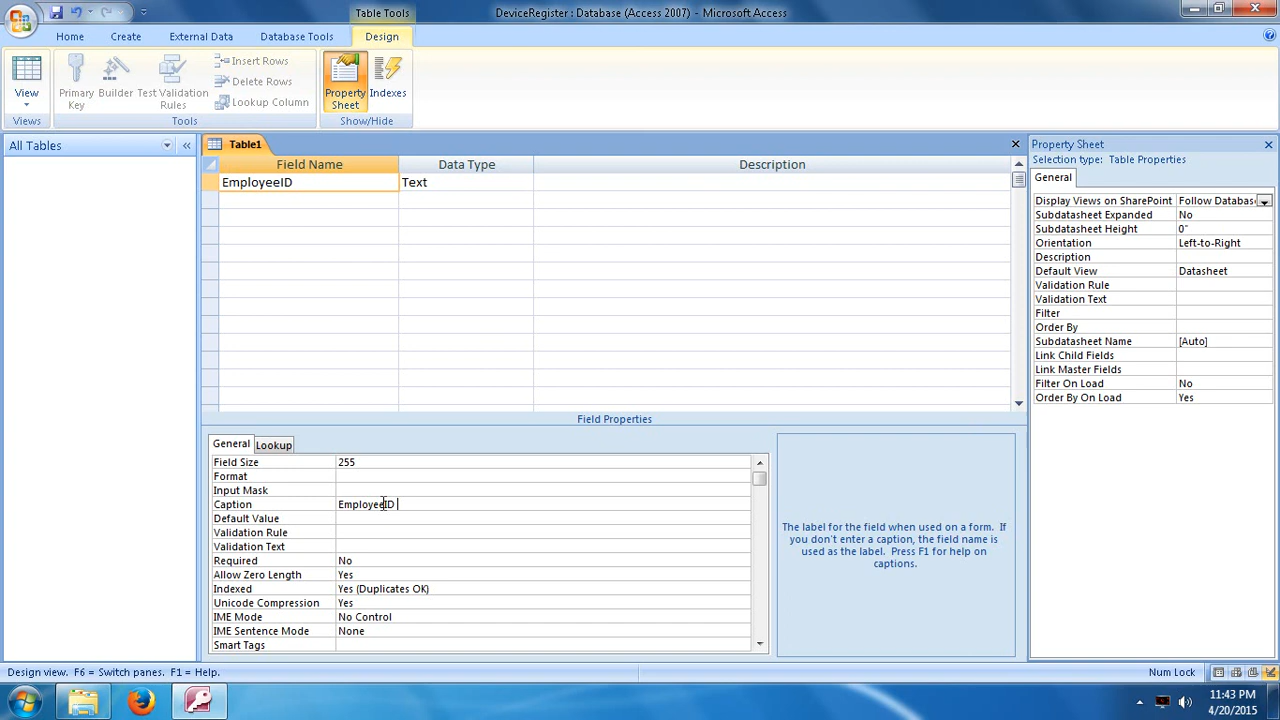 Table Tools
DeviceRegister : Database (Access 2007) - Microsoft Access
Home Create External Data Database Tools Design
View
Primary Key
Builder
Test Validation Rules
Insert Rows
Delete Rows
Lookup Column
Property Sheet
Indexes
Views Tools Show/Hide
All Tables
Table1
Field Name Data Type Description
EmployeeID Text
Field Properties
General Lookup
Field Size 255
Format
Input Mask
Caption EmployeeID
Default Value
Validation Rule
Validation Text
Required No
Allow Zero Length Yes
Indexed Yes (Duplicates OK)
Unicode Compression Yes
IME Mode No Control
IME Sentence Mode None
Smart Tags
The label for the field when used on a form. If
you don't enter a caption, the field name is
used as the label. Press F1 for help on
captions.
Property Sheet
Selection type: Table Properties
General
Display Views on SharePoint Follow Databas
Subdatasheet Expanded No
Subdatasheet Height 0"
Orientation Left-to-Right
Description
Default View Datasheet
Validation Rule
Validation Text
Filter
Order By
Subdatasheet Name [Auto]
Link Child Fields
Link Master Fields
Filter On Load No
Order By On Load Yes
Design view. F6 = Switch panes. F1 = Help.
Num Lock
11:43 PM
4/20/2015